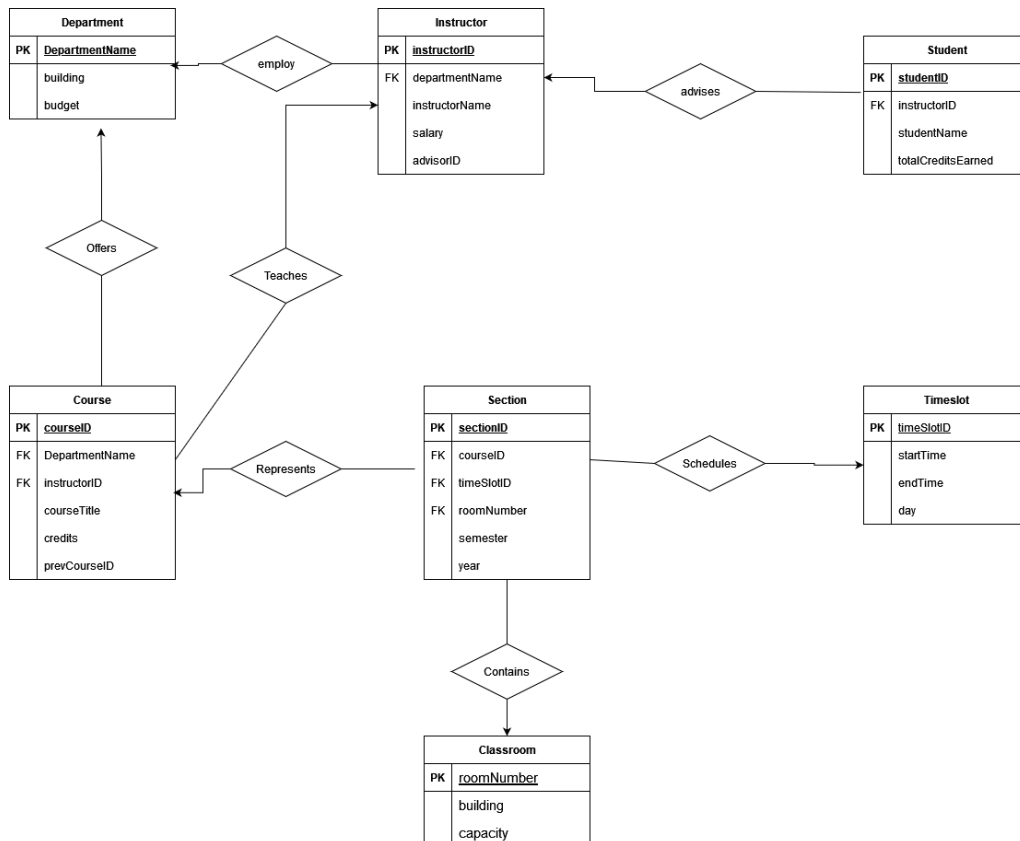 Department
PK DepartmentName
building
budget
employ
Instructor
PK instructorID
FK departmentName
instructorName
salary
advisorID
advises
Student
PK studentID
FK instructorID
studentName
totalCreditsEarned
Offers
Teaches
Course
PK courseID
FK DepartmentName
FK instructorID
courseTitle
credits
prevCourseID
Represents
Section
PK sectionID
FK courseID
FK timeSlotID
FK roomNumber
semester
year
Schedules
Timeslot
PK timeSlotID
startTime
endTime
day
Contains
Classroom
PK roomNumber
building
capacity